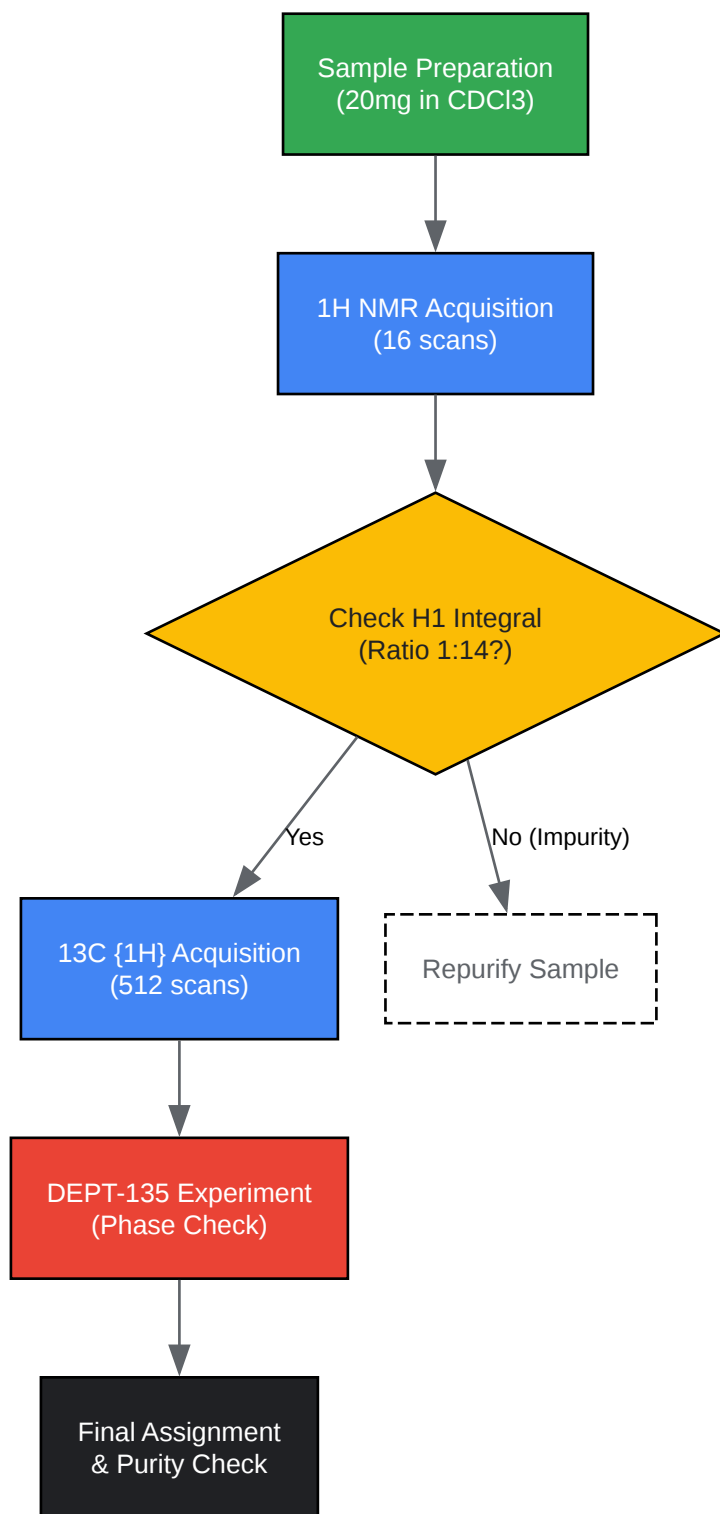 Sample Preparation
(20mg in CDCl3)
1H NMR Acquisition
(16 scans)
Check H1 Integral
(Ratio 1:14?)
Yes
No (Impurity)
13C {1H} Acquisition
(512 scans)
Repurify Sample
DEPT-135 Experiment
(Phase Check)
Final Assignment
& Purity Check